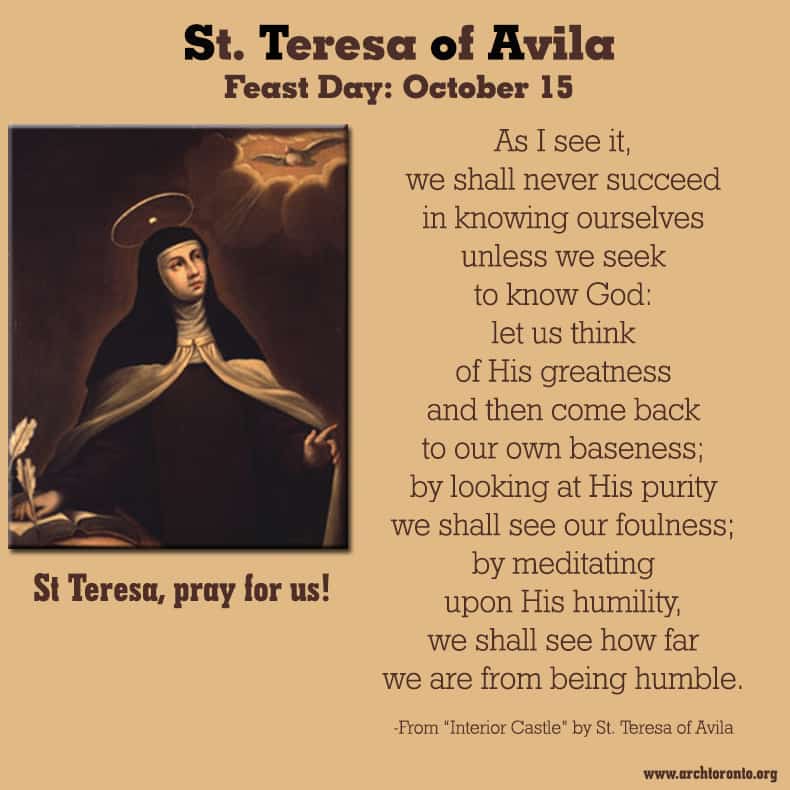 St. Teresa of Avila
Feast Day: October 15
As I see it,
we shall never succeed
in knowing ourselves
unless we seek
to know God:
let us think
of His greatness
and then come back
to our own baseness;
by looking at His purity
we shall see our foulness;
by meditating
upon His humility,
we shall see how far
we are from being humble.
-From "Interior Castle" by St. Teresa of Avila
St Teresa, pray for us!
www.archtoronto.org